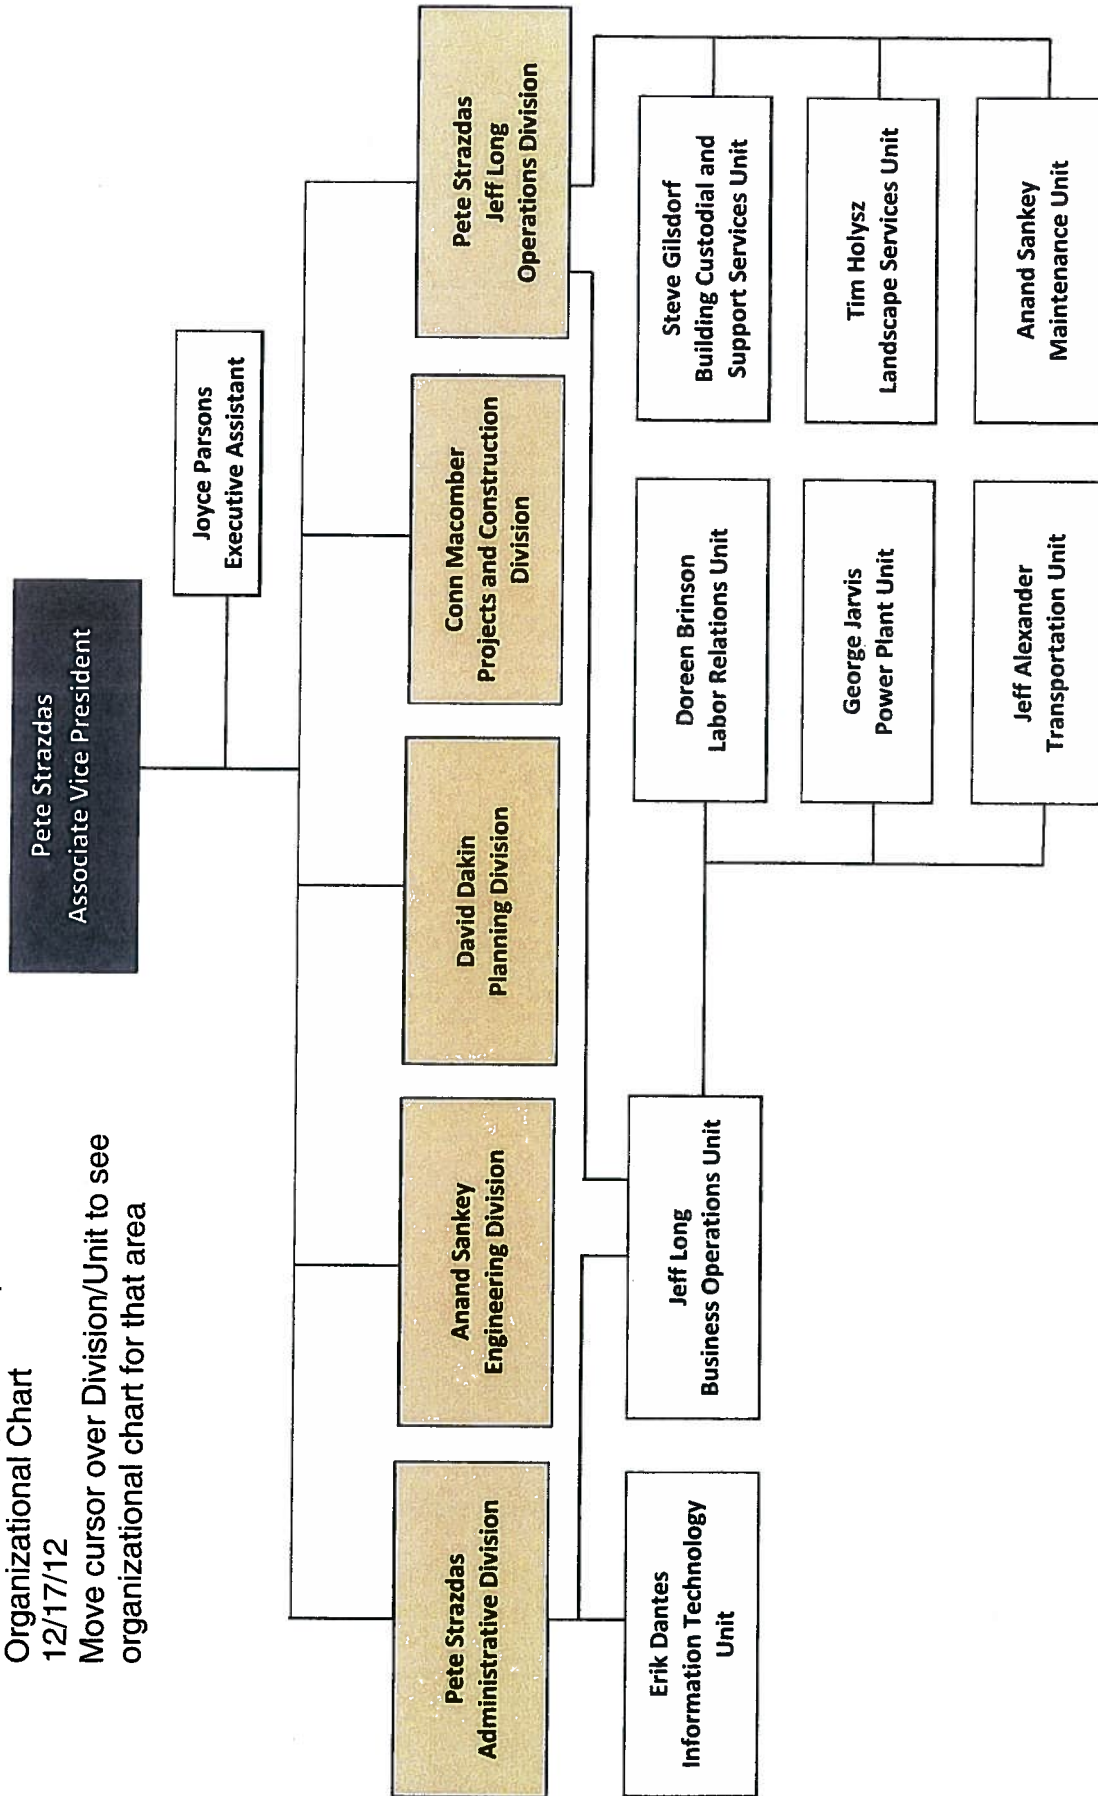 Organizational Chart
12/17/12
Move cursor over Division/Unit to see
organizational chart for that area
Pete Strazdas
Associate Vice President
Joyce Parsons
Executive Assistant
Pete Strazdas
Administrative Division
Anand Sankey
Engineering Division
David Dakin
Planning Division
Conn Macomber
Projects and Construction
Division
Pete Strazdas
Jeff Long
Operations Division
Erik Dantes
Information Technology
Unit
Jeff Long
Business Operations Unit
Doreen Brinson
Labor Relations Unit
Steve Gilsdorf
Building Custodial and
Support Services Unit
George Jarvis
Power Plant Unit
Tim Holysz
Landscape Services Unit
Jeff Alexander
Transportation Unit
Anand Sankey
Maintenance Unit